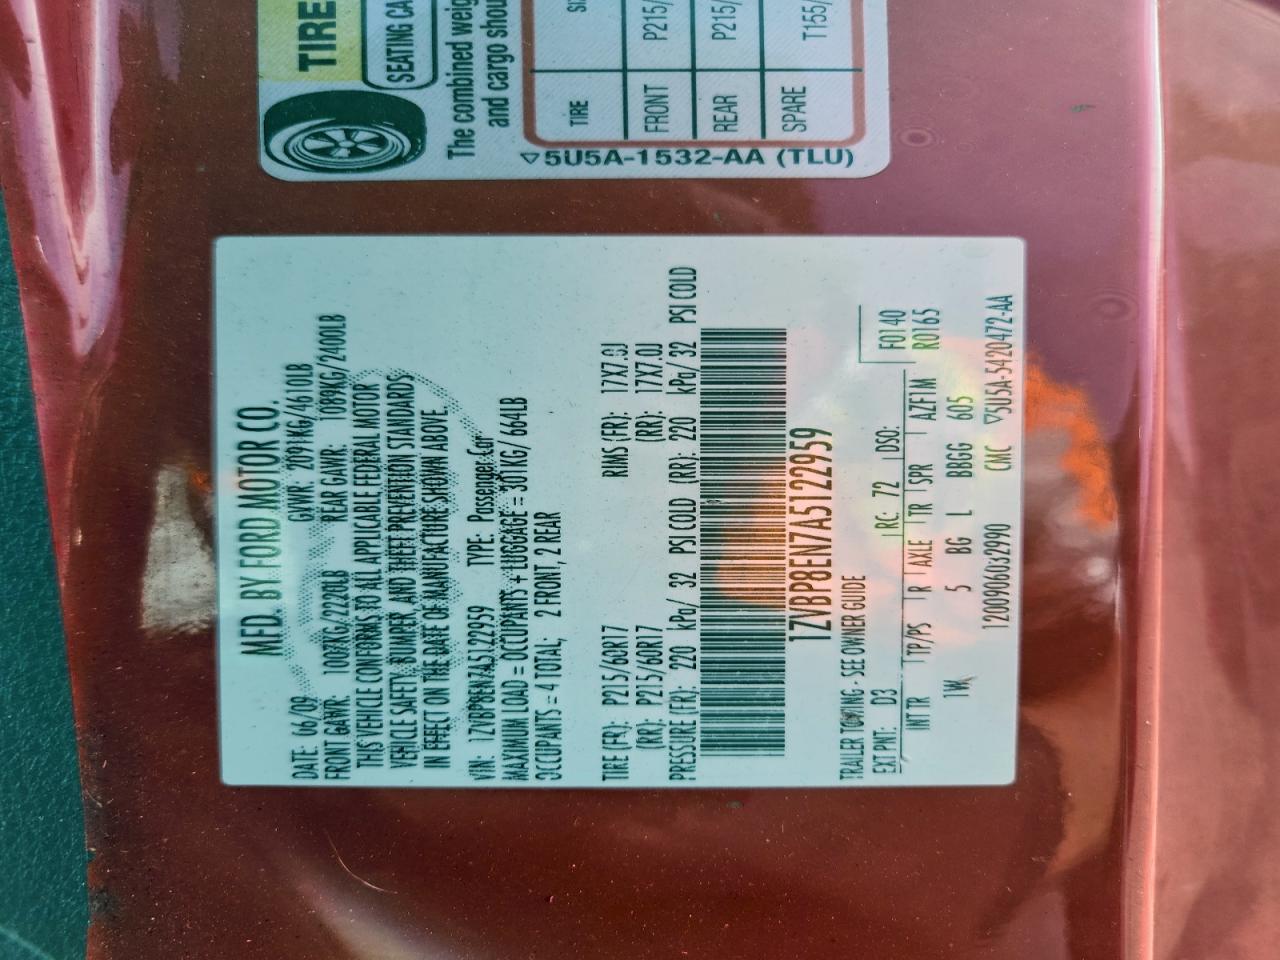 TIRE
SEATING CA
The combined weig
and cargo shou
TIRE
FRONT P215/
REAR P215/
SPARE T155/
▽5U5A-1532-AA (TLU)
MFD. BY FORD MOTOR CO.
DATE: 06/09 GVWR: 2091KG/4610LB
FRONT GAWR: 1007KG/2220LB REAR GAWR: 1089KG/2400LB
THIS VEHICLE CONFORMS TO ALL APPLICABLE FEDERAL MOTOR
VEHICLE SAFETY, BUMPER, AND THEFT PREVENTION STANDARDS
IN EFFECT ON THE DATE OF MANUFACTURE SHOWN ABOVE.
VIN: 1ZVBP8EN7A5122959 TYPE: Passenger Car
MAXIMUM LOAD = OCCUPANTS + LUGGAGE = 301KG/ 664LB
OCCUPANTS = 4 TOTAL; 2 FRONT, 2 REAR
TIRE (FR): P215/60R17 RIMS (FR): 17X7.0J
(RR): P215/60R17 (RR): 17X7.0J
PRESSURE (FR): 220 kPa/ 32 PSI COLD (RR): 220 kPa/ 32 PSI COLD
1ZVBP8EN7A5122959
TRAILER TOWING - SEE OWNER GUIDE
EXT PNT: D3 RC: 72 DSO: F0140
INT TR TP/PS R AXLE TR SPR AZF1M R0165
1W 5 BG L BBGG 605
1200906032990 CMC ▽5U5A-5420472-AA